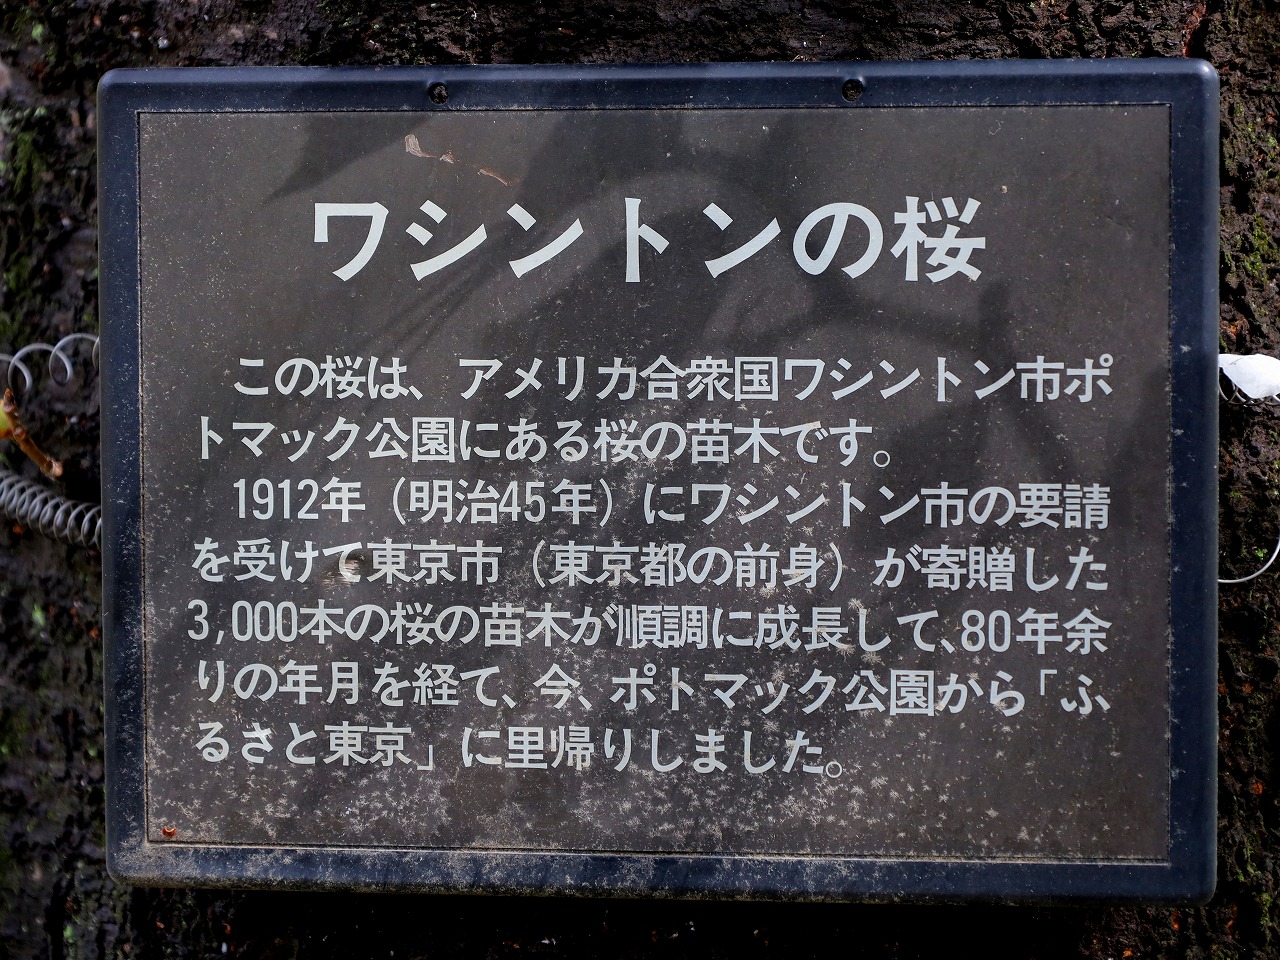 ワシントンの桜
この桜は、アメリカ合衆国ワシントン市ポ
トマック公園にある桜の苗木です。
1912年（明治45年）にワシントン市の要請
を受けて東京市（東京都の前身）が寄贈した
3,000本の桜の苗木が順調に成長して、80年余
りの年月を経て、今、ポトマック公園から「ふ
るさと東京」に里帰りしました。